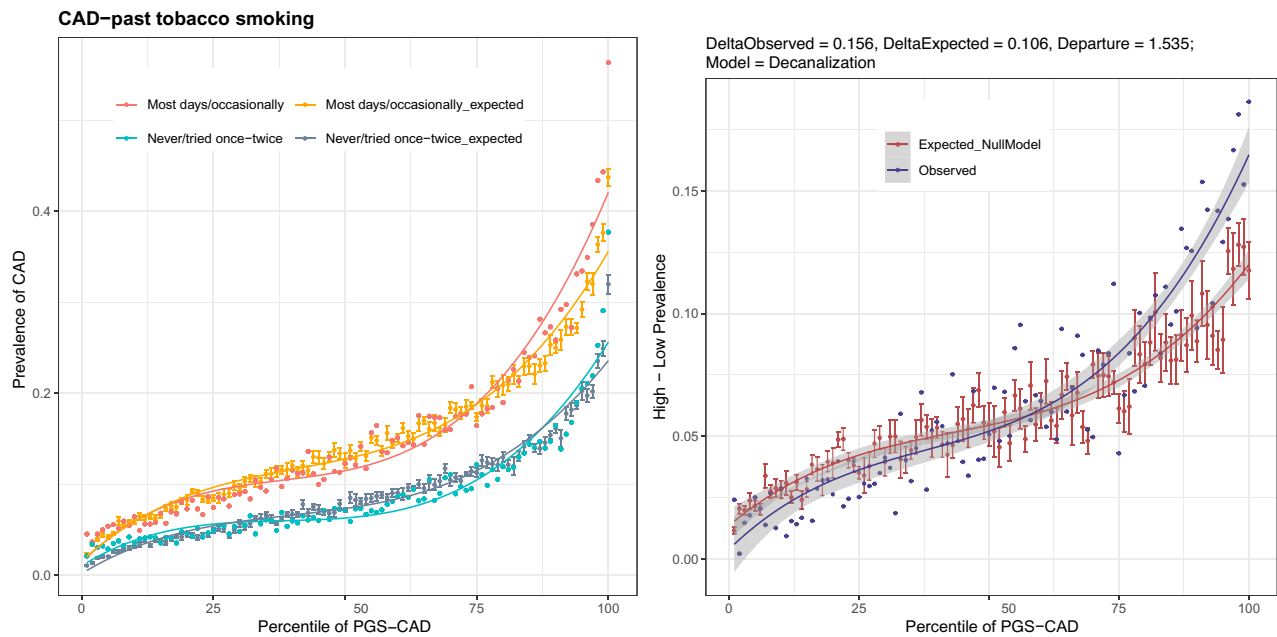 CAD−past tobacco smoking
Most days/occasionally
Most days/occasionally_expected
Never/tried once−twice
Never/tried once−twice_expected
Prevalence of CAD
0.4
0.2
0.0
0
25
50
75
100
Percentile of PGS−CAD
DeltaObserved = 0.156, DeltaExpected = 0.106, Departure = 1.535;
Model = Decanalization
Expected_NullModel
Observed
High − Low Prevalence
0.15
0.10
0.05
0.00
0
25
50
75
100
Percentile of PGS−CAD